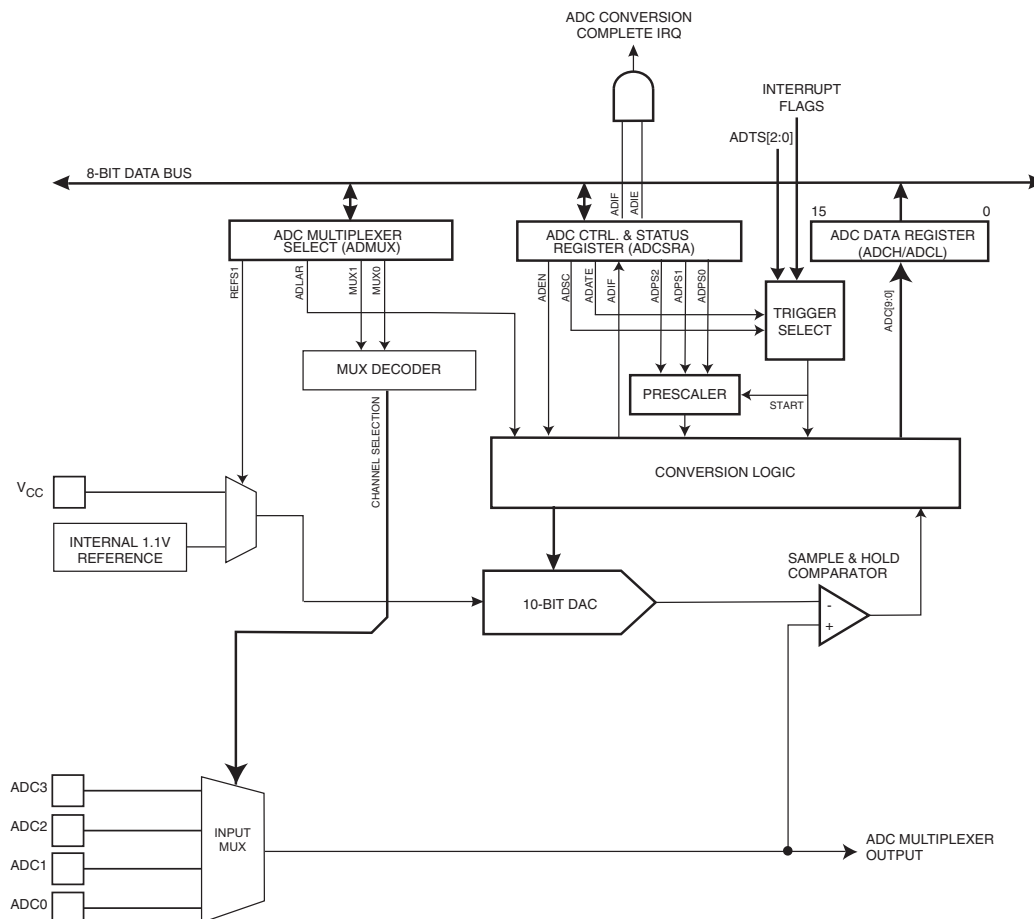 ADC CONVERSION
COMPLETE IRQ
INTERRUPT
FLAGS
ADTS[2:0]
8-BIT DATA BUS
ADIF
ADIE
15
0
ADC MULTIPLEXER
SELECT (ADMUX)
ADC CTRL. & STATUS
REGISTER (ADCSRA)
ADC DATA REGISTER
(ADCH/ADCL)
REFS1
ADLAR
MUX1
MUX0
ADEN
ADSC
ADATE
ADIF
ADPS2
ADPS1
ADPS0
ADC[9:0]
TRIGGER
SELECT
MUX DECODER
PRESCALER
START
CHANNEL SELECTION
CONVERSION LOGIC
VCC
INTERNAL 1.1V
REFERENCE
SAMPLE & HOLD
COMPARATOR
10-BIT DAC
-
+
ADC3
ADC2
ADC1
ADC0
INPUT
MUX
ADC MULTIPLEXER
OUTPUT